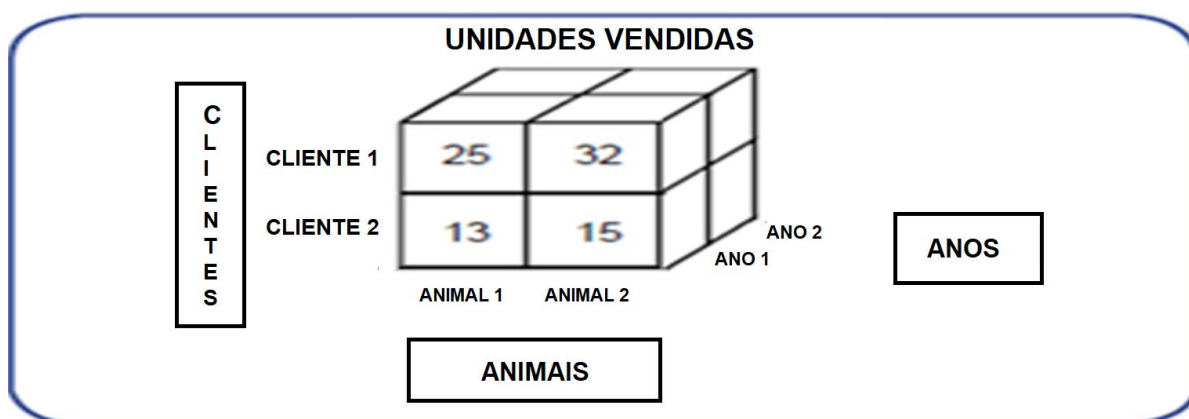 UNIDADES VENDIDAS
CLIENTES
CLIENTE 1
25
32
CLIENTE 2
13
15
ANO 2
ANO 1
ANOS
ANIMAL 1
ANIMAL 2
ANIMAIS